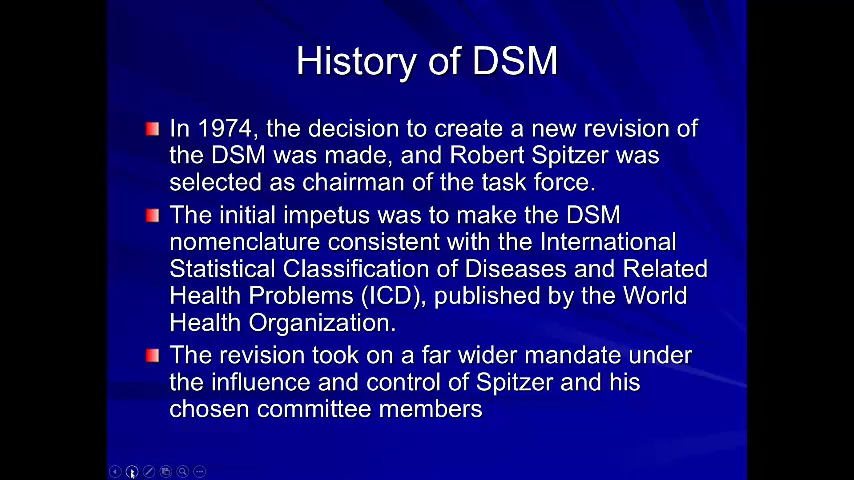 History of DSM
In 1974, the decision to create a new revision of
the DSM was made, and Robert Spitzer was
selected as chairman of the task force.
The initial impetus was to make the DSM
nomenclature consistent with the International
Statistical Classification of Diseases and Related
Health Problems (ICD), published by the World
Health Organization.
The revision took on a far wider mandate under
the influence and control of Spitzer and his
chosen committee members